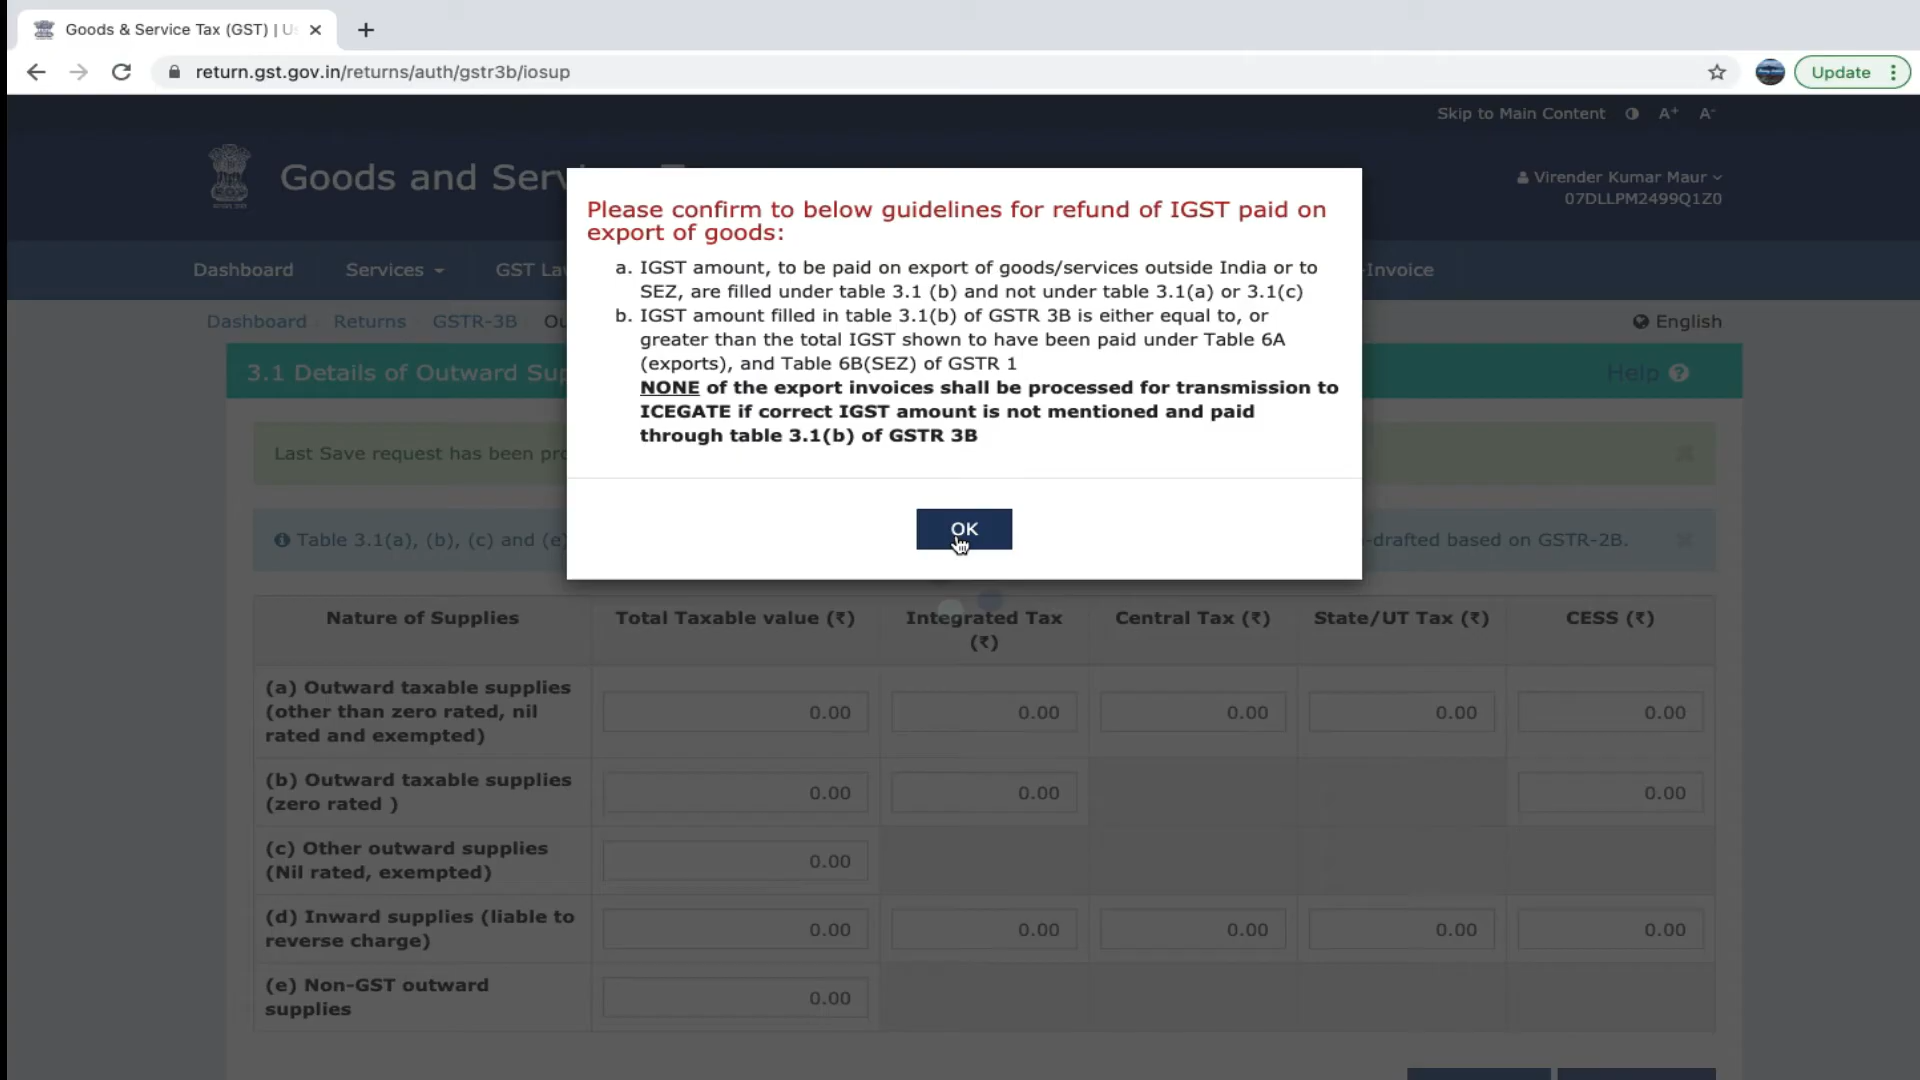 Goods & Service Tax (GST) | U
return.gst.gov.in/returns/auth/gstr3b/iosup
Update
Skip to Main Content A+ A-
Goods and Serv
Virender Kumar Maur
07DLLPM2499Q1Z0
Dashboard Services GST La -Invoice
Dashboard Returns GSTR-3B Ou
English
3.1 Details of Outward Sup
Help
Last Save request has been pro
Table 3.1(a), (b), (c) and (e) -drafted based on GSTR-2B.
Please confirm to below guidelines for refund of IGST paid on
export of goods:
a. IGST amount, to be paid on export of goods/services outside India or to
SEZ, are filled under table 3.1 (b) and not under table 3.1(a) or 3.1(c)
b. IGST amount filled in table 3.1(b) of GSTR 3B is either equal to, or
greater than the total IGST shown to have been paid under Table 6A
(exports), and Table 6B(SEZ) of GSTR 1
NONE of the export invoices shall be processed for transmission to
ICEGATE if correct IGST amount is not mentioned and paid
through table 3.1(b) of GSTR 3B
OK
Nature of Supplies Total Taxable value (₹) Integrated Tax (₹) Central Tax (₹) State/UT Tax (₹) CESS (₹)
(a) Outward taxable supplies
(other than zero rated, nil
rated and exempted)
0.00 0.00 0.00 0.00 0.00
(b) Outward taxable supplies
(zero rated )
0.00 0.00 0.00
(c) Other outward supplies
(Nil rated, exempted)
0.00
(d) Inward supplies (liable to
reverse charge)
0.00 0.00 0.00 0.00 0.00
(e) Non-GST outward
supplies
0.00